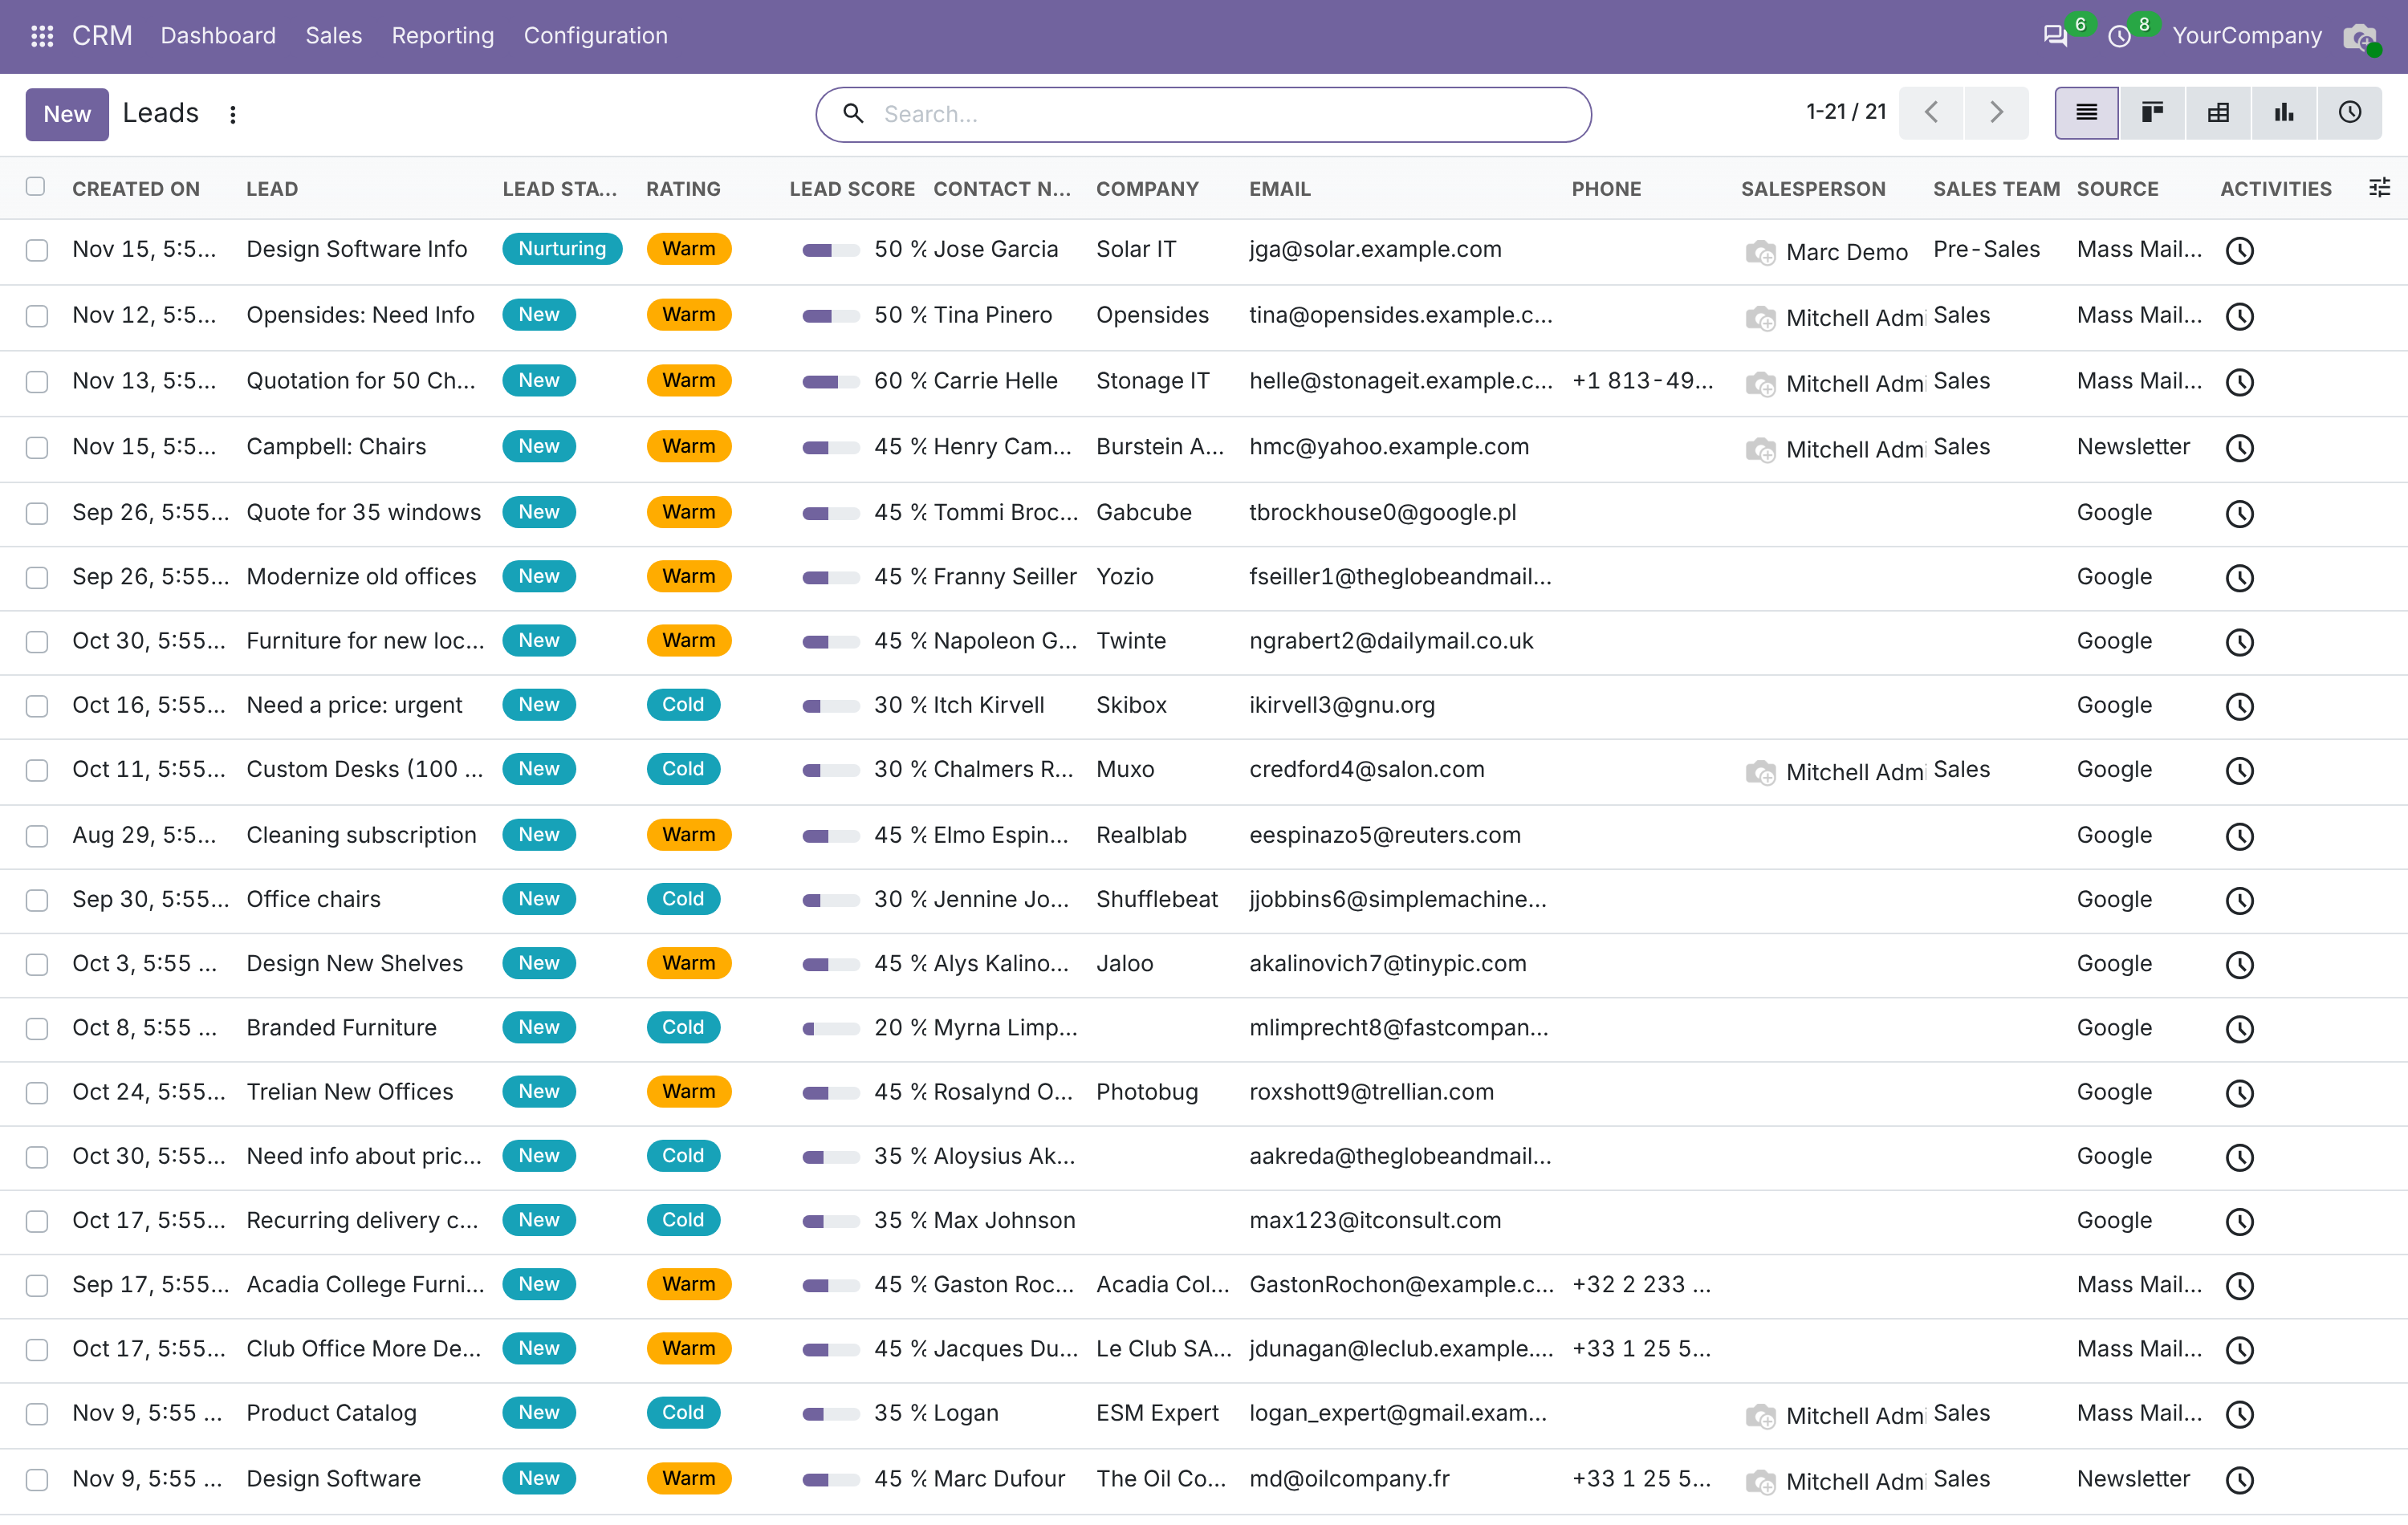 CRM Dashboard Sales Reporting Configuration 6 8 YourCompany
New Leads Search... 1-21 / 21
CREATED ON LEAD LEAD STA... RATING LEAD SCORE CONTACT N... COMPANY EMAIL PHONE SALESPERSON SALES TEAM SOURCE ACTIVITIES
Nov 15, 5:5... Design Software Info Nurturing Warm 50 % Jose Garcia Solar IT jga@solar.example.com Marc Demo Pre-Sales Mass Mail...
Nov 12, 5:5... Opensides: Need Info New Warm 50 % Tina Pinero Opensides tina@opensides.example.c... Mitchell Admi Sales Mass Mail...
Nov 13, 5:5... Quotation for 50 Ch... New Warm 60 % Carrie Helle Stonage IT helle@stonageit.example.c... +1 813-49... Mitchell Admi Sales Mass Mail...
Nov 15, 5:5... Campbell: Chairs New Warm 45 % Henry Cam... Burstein A... hmc@yahoo.example.com Mitchell Admi Sales Newsletter
Sep 26, 5:55... Quote for 35 windows New Warm 45 % Tommi Broc... Gabcube tbrockhouse0@google.pl Google
Sep 26, 5:55... Modernize old offices New Warm 45 % Franny Seiller Yozio fseiller1@theglobeandmail... Google
Oct 30, 5:55... Furniture for new loc... New Warm 45 % Napoleon G... Twinte ngrabert2@dailymail.co.uk Google
Oct 16, 5:55... Need a price: urgent New Cold 30 % Itch Kirvell Skibox ikirvell3@gnu.org Google
Oct 11, 5:55... Custom Desks (100 ... New Cold 30 % Chalmers R... Muxo credford4@salon.com Mitchell Admi Sales Google
Aug 29, 5:5... Cleaning subscription New Warm 45 % Elmo Espin... Realblab eespinazo5@reuters.com Google
Sep 30, 5:55... Office chairs New Cold 30 % Jennine Jo... Shufflebeat jjobbins6@simplemachine... Google
Oct 3, 5:55 ... Design New Shelves New Warm 45 % Alys Kalino... Jaloo akalinovich7@tinypic.com Google
Oct 8, 5:55 ... Branded Furniture New Cold 20 % Myrna Limp... mlimprecht8@fastcompan... Google
Oct 24, 5:55... Trelian New Offices New Warm 45 % Rosalynd O... Photobug roxshott9@trellian.com Google
Oct 30, 5:55... Need info about pric... New Cold 35 % Aloysius Ak... aakreda@theglobeandmail... Google
Oct 17, 5:55... Recurring delivery c... New Cold 35 % Max Johnson max123@itconsult.com Google
Sep 17, 5:55... Acadia College Furni... New Warm 45 % Gaston Roc... Acadia Col... GastonRochon@example.c... +32 2 233 ... Mass Mail...
Oct 17, 5:55... Club Office More De... New Warm 45 % Jacques Du... Le Club SA... jdunagan@leclub.example.... +33 1 25 5... Mass Mail...
Nov 9, 5:55 ... Product Catalog New Cold 35 % Logan ESM Expert logan_expert@gmail.exam... Mitchell Admi Sales Mass Mail...
Nov 9, 5:55 ... Design Software New Warm 45 % Marc Dufour The Oil Co... md@oilcompany.fr +33 1 25 5... Mitchell Admi Sales Newsletter